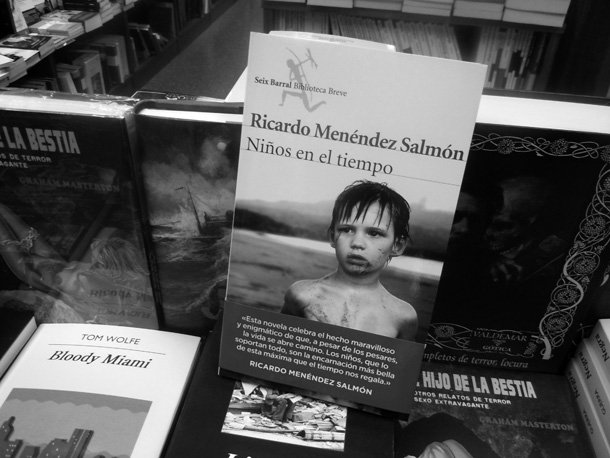 Seix Barral Biblioteca Breve
Ricardo Menéndez Salmón
Niños en el tiempo
«Esta novela celebra el hecho maravilloso
y enigmático de que, a pesar de los pesares,
la vida se abre camino. Los niños, que lo
soportan todo, son la encarnación más bella
de esta máxima que el tiempo nos regala.»
RICARDO MENÉNDEZ SALMÓN
DE LA BESTIA
RELATOS DE TERROR
GRAHAM MASTERTON
TOM WOLFE
Bloody Miami
VALDEMAR
GÓTICA
completos de terror, locura
HIJO DE LA BESTIA
OTROS RELATOS DE TERROR
SEXO EXTRAVAGANTE
GRAHAM MASTERTON